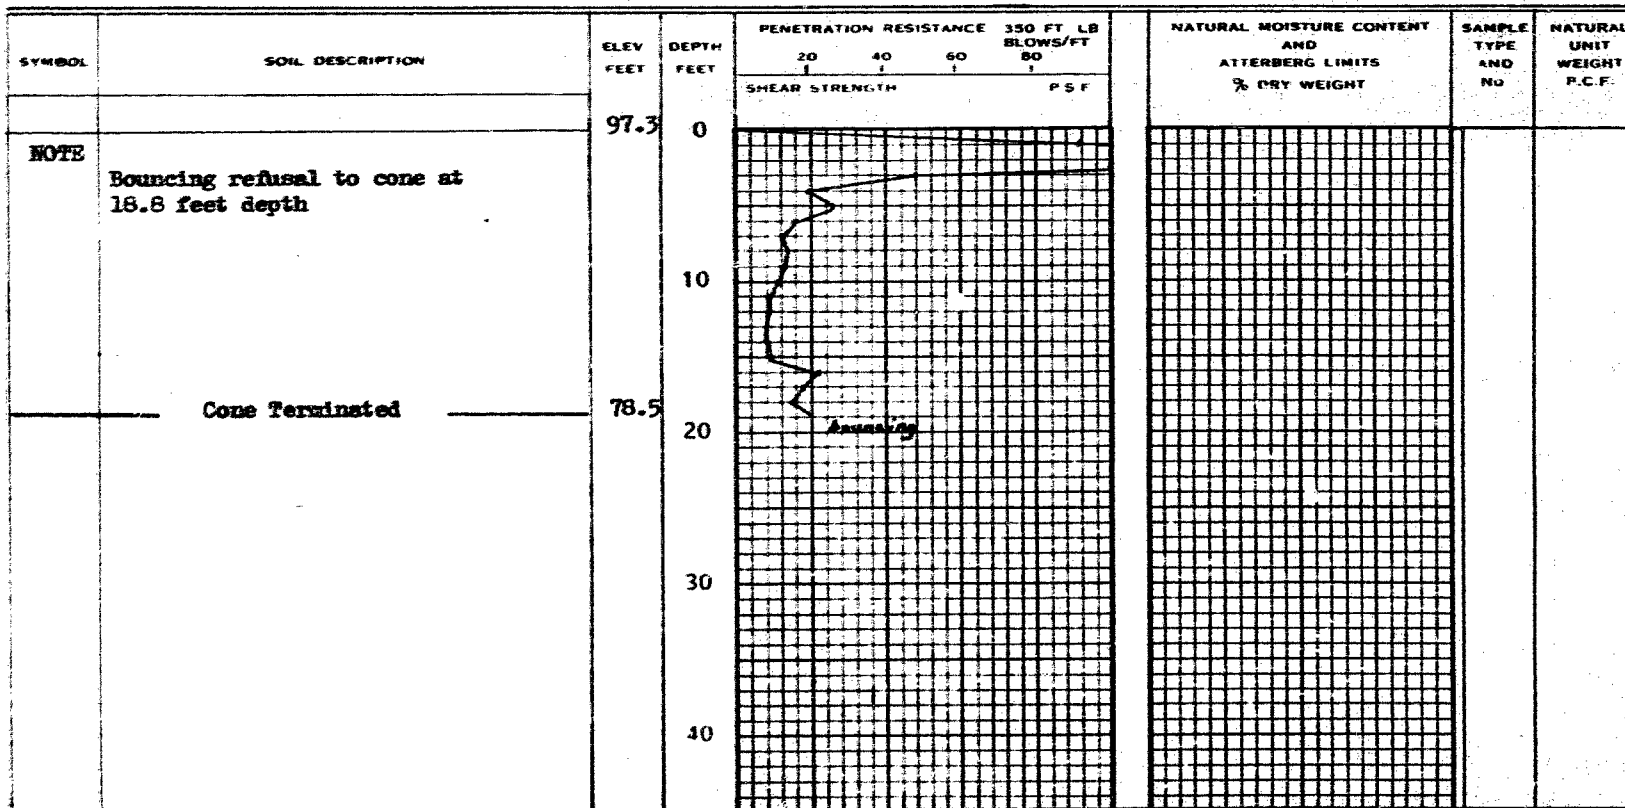 SYMBOL
SOIL DESCRIPTION
ELEV
FEET
DEPTH
FEET
PENETRATION RESISTANCE 350 FT LB
BLOWS/FT
20 40 60 80
SHEAR STRENGTH P S F
NATURAL MOISTURE CONTENT
AND
ATTERBERG LIMITS
% DRY WEIGHT
SAMPLE
TYPE
AND
No
NATURAL
UNIT
WEIGHT
P.C.F.
97.3 0
NOTE
Bouncing refusal to cone at
18.8 feet depth
10
Cone Terminated 78.5
20
bouncing
30
40